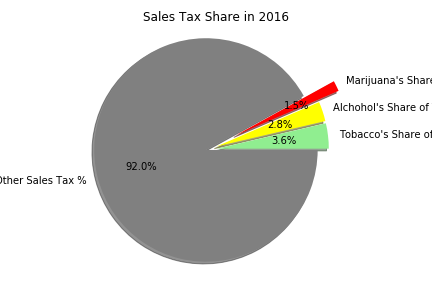 Sales Tax Share in 2016
Marijuana's Share
1.5%
Alchohol's Share of
2.8%
Tobacco's Share of
3.6%
92.0%
Other Sales Tax %